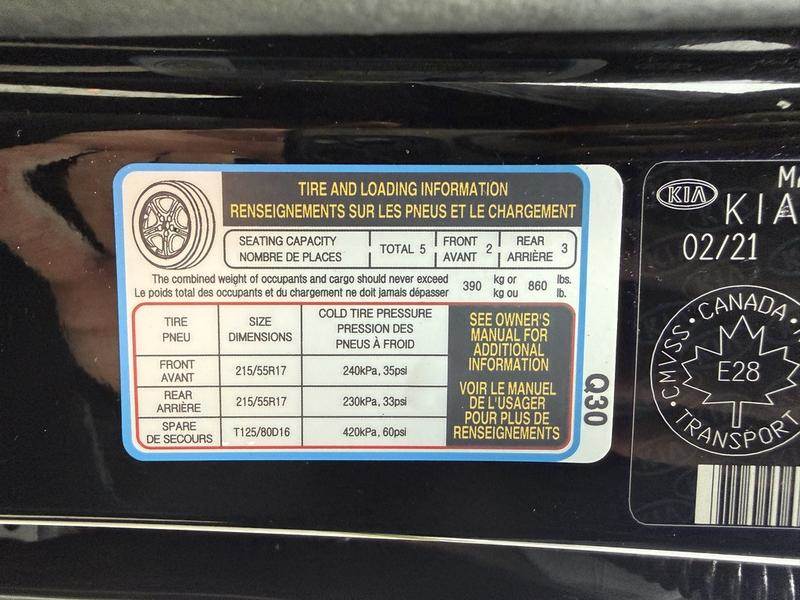 TIRE AND LOADING INFORMATION
RENSEIGNEMENTS SUR LES PNEUS ET LE CHARGEMENT
SEATING CAPACITY
NOMBRE DE PLACES
TOTAL 5
FRONT
AVANT
2
REAR
ARRIÈRE
3
The combined weight of occupants and cargo should never exceed
Le poids total des occupants et du chargement ne doit jamais dépasser
390
kg or
kg ou
860
lbs.
lb.
TIRE
PNEU
SIZE
DIMENSIONS
COLD TIRE PRESSURE
PRESSION DES
PNEUS À FROID
FRONT
AVANT
215/55R17
240kPa, 35psi
REAR
ARRIÈRE
215/55R17
230kPa, 33psi
SPARE
DE SECOURS
T125/80D16
420kPa, 60psi
SEE OWNER'S
MANUAL FOR
ADDITIONAL
INFORMATION
VOIR LE MANUEL
DE L'USAGER
POUR PLUS DE
RENSEIGNEMENTS
Q30
KIA
KIA
02/21
CANADA
CMVSS
E28
TRANSPORT